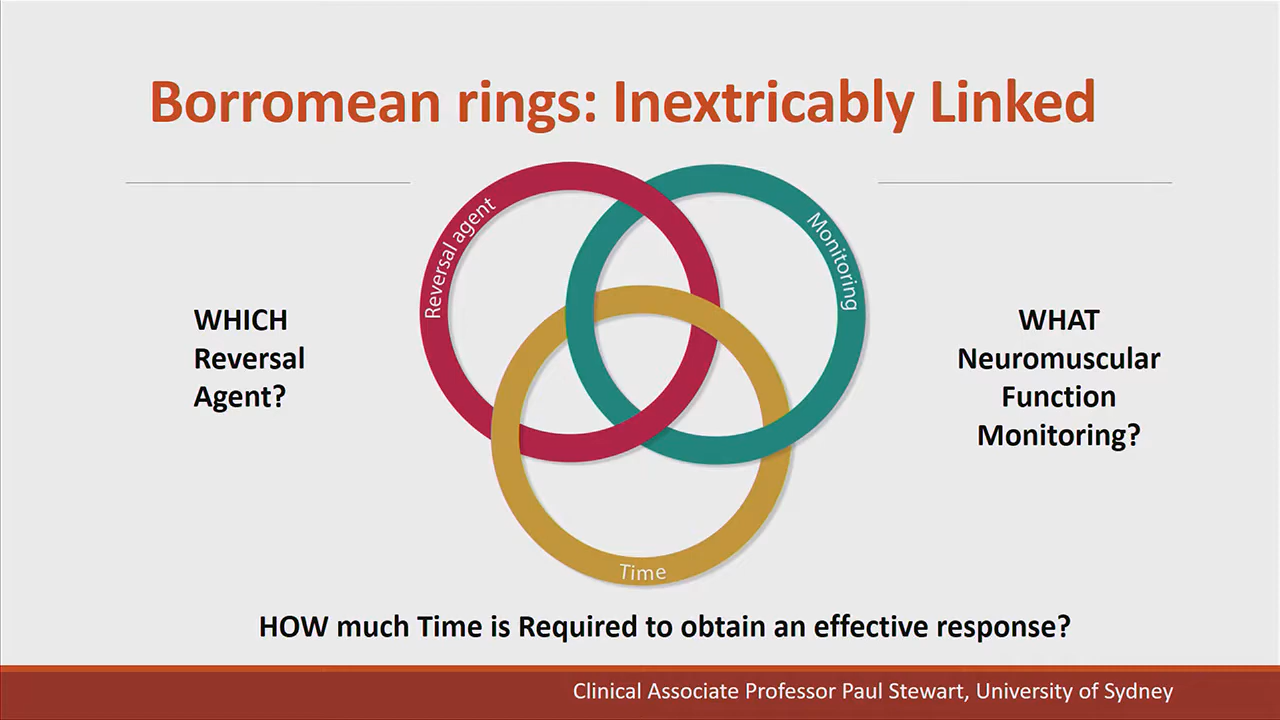 Borromean rings: Inextricably Linked
Reversal agent
Monitoring
Time
WHICH
Reversal
Agent?
WHAT
Neuromuscular
Function
Monitoring?
HOW much Time is Required to obtain an effective response?
Clinical Associate Professor Paul Stewart, University of Sydney